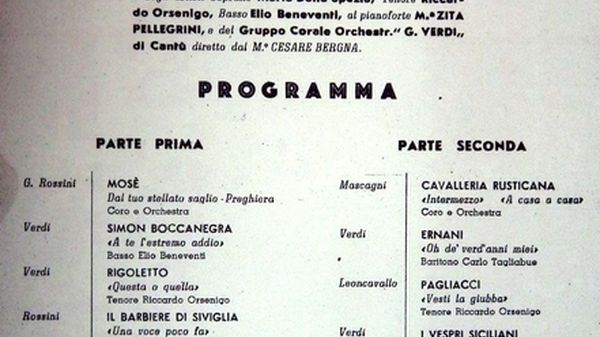 do Orsenigo, Basso Elio Beneventi, al pianoforte M.ª ZITA
PELLEGRINI, e del Gruppo Corale Orchestr. "G. VERDI„
di Cantù diretto dal M.° CESARE BERGNA.
PROGRAMMA
PARTE PRIMA
G. Rossini MOSÈ
Dal tuo stellato soglio - Preghiera
Coro e Orchestra
Verdi SIMON BOCCANEGRA
«A te l'estremo addio»
Basso Elio Beneventi
Verdi RIGOLETTO
«Questa o quella»
Tenore Riccardo Orsenigo
Rossini IL BARBIERE DI SIVIGLIA
«Una voce poco fa»
PARTE SECONDA
Mascagni CAVALLERIA RUSTICANA
«Intermezzo» «A casa a casa»
Coro e Orchestra
Verdi ERNANI
«Oh de' verd'anni miei»
Baritono Carlo Tagliabue
Leoncavallo PAGLIACCI
«Vesti la giubba»
Tenore Riccardo Orsenigo
Verdi I VESPRI SICILIANI